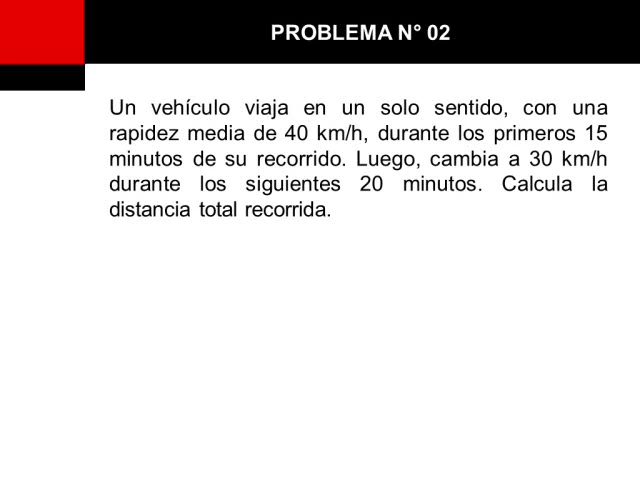 PROBLEMA N° 02
Un vehículo viaja en un solo sentido, con una
rapidez media de 40 km/h, durante los primeros 15
minutos de su recorrido. Luego, cambia a 30 km/h
durante los siguientes 20 minutos. Calcula la
distancia total recorrida.